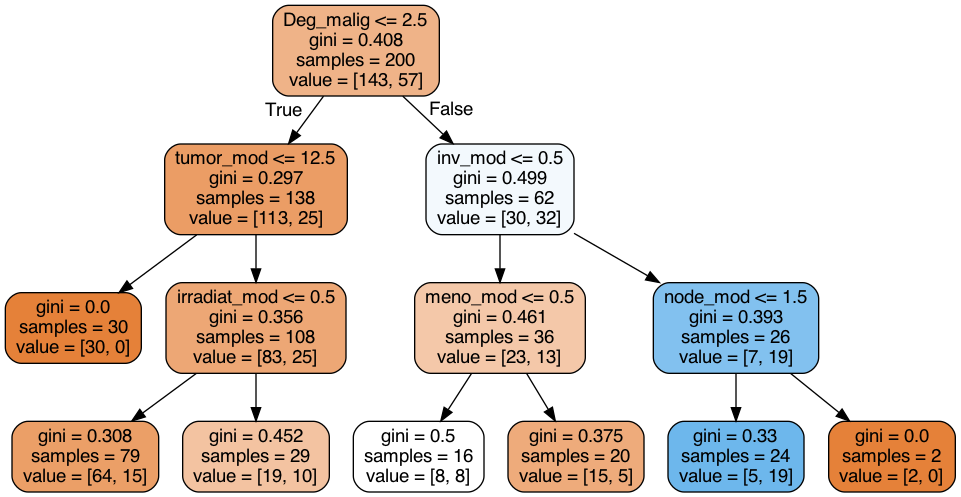 Deg_malig <= 2.5
gini = 0.408
samples = 200
value = [143, 57]
True
False
tumor_mod <= 12.5
gini = 0.297
samples = 138
value = [113, 25]
inv_mod <= 0.5
gini = 0.499
samples = 62
value = [30, 32]
gini = 0.0
samples = 30
value = [30, 0]
irradiat_mod <= 0.5
gini = 0.356
samples = 108
value = [83, 25]
meno_mod <= 0.5
gini = 0.461
samples = 36
value = [23, 13]
node_mod <= 1.5
gini = 0.393
samples = 26
value = [7, 19]
gini = 0.308
samples = 79
value = [64, 15]
gini = 0.452
samples = 29
value = [19, 10]
gini = 0.5
samples = 16
value = [8, 8]
gini = 0.375
samples = 20
value = [15, 5]
gini = 0.33
samples = 24
value = [5, 19]
gini = 0.0
samples = 2
value = [2, 0]